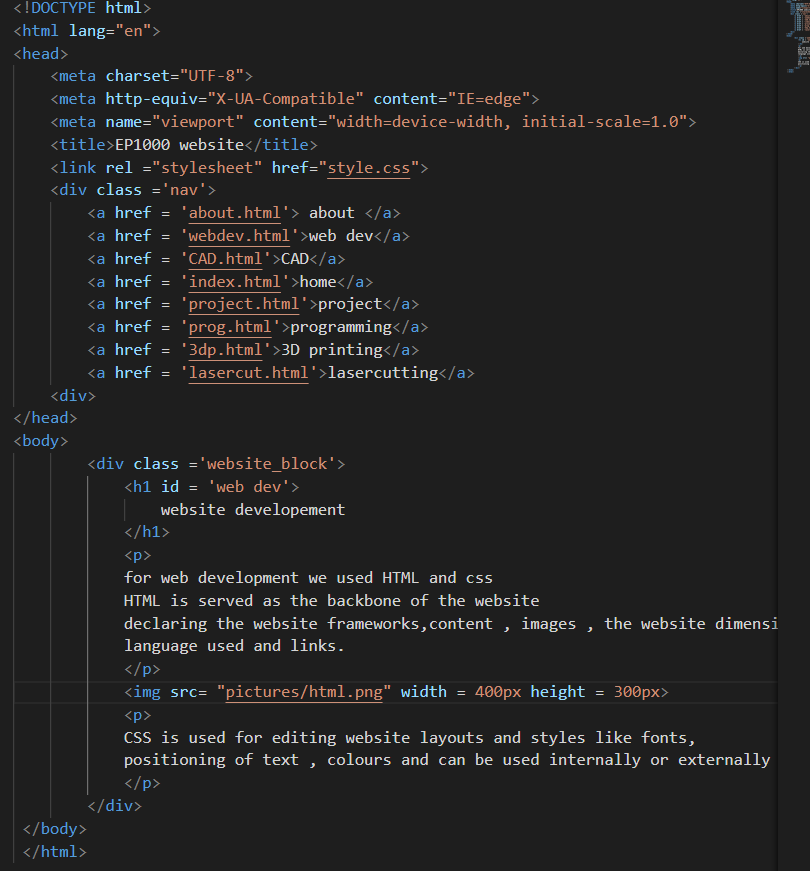 <!DOCTYPE html>
<html lang="en">
<head>
    <meta charset="UTF-8">
    <meta http-equiv="X-UA-Compatible" content="IE=edge">
    <meta name="viewport" content="width=device-width, initial-scale=1.0">
    <title>EP1000 website</title>
    <link rel ="stylesheet" href="style.css">
    <div class ='nav'>
        <a href = 'about.html'> about </a>
        <a href = 'webdev.html'>web dev</a>
        <a href = 'CAD.html'>CAD</a>
        <a href = 'index.html'>home</a>
        <a href = 'project.html'>project</a>
        <a href = 'prog.html'>programming</a>
        <a href = '3dp.html'>3D printing</a>
        <a href = 'lasercut.html'>lasercutting</a>
    <div>
</head>
<body>
        <div class ='website_block'>
            <h1 id = 'web dev'>
                website developement
            </h1>
            <p>
            for web development we used HTML and css
            HTML is served as the backbone of the website
            declaring the website frameworks,content , images , the website dimensi
            language used and links.
            </p>
            <img src= "pictures/html.png" width = 400px height = 300px>
            <p>
            CSS is used for editing website layouts and styles like fonts,
            positioning of text , colours and can be used internally or externally
            </p>
        </div>
 </body>
 </html>